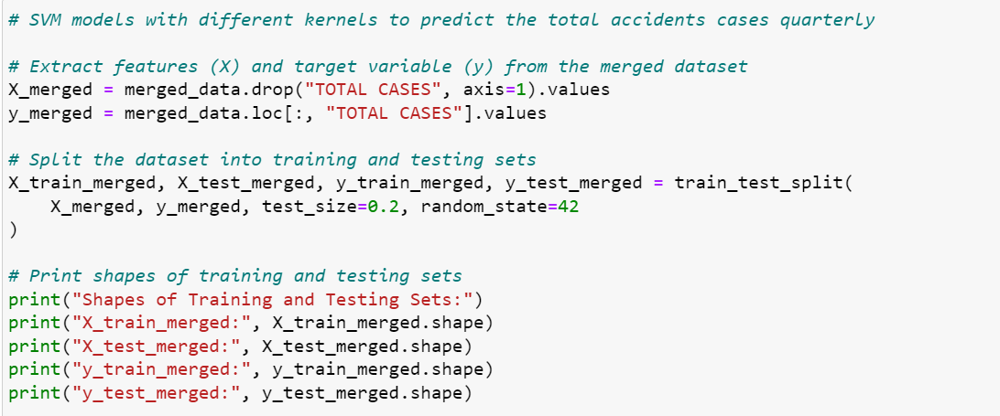 # SVM models with different kernels to predict the total accidents cases quarterly
# Extract features (X) and target variable (y) from the merged dataset
X_merged = merged_data.drop("TOTAL CASES", axis=1).values
y_merged = merged_data.loc[:, "TOTAL CASES"].values
# Split the dataset into training and testing sets
X_train_merged, X_test_merged, y_train_merged, y_test_merged = train_test_split(
    X_merged, y_merged, test_size=0.2, random_state=42
)
# Print shapes of training and testing sets
print("Shapes of Training and Testing Sets:")
print("X_train_merged:", X_train_merged.shape)
print("X_test_merged:", X_test_merged.shape)
print("y_train_merged:", y_train_merged.shape)
print("y_test_merged:", y_test_merged.shape)